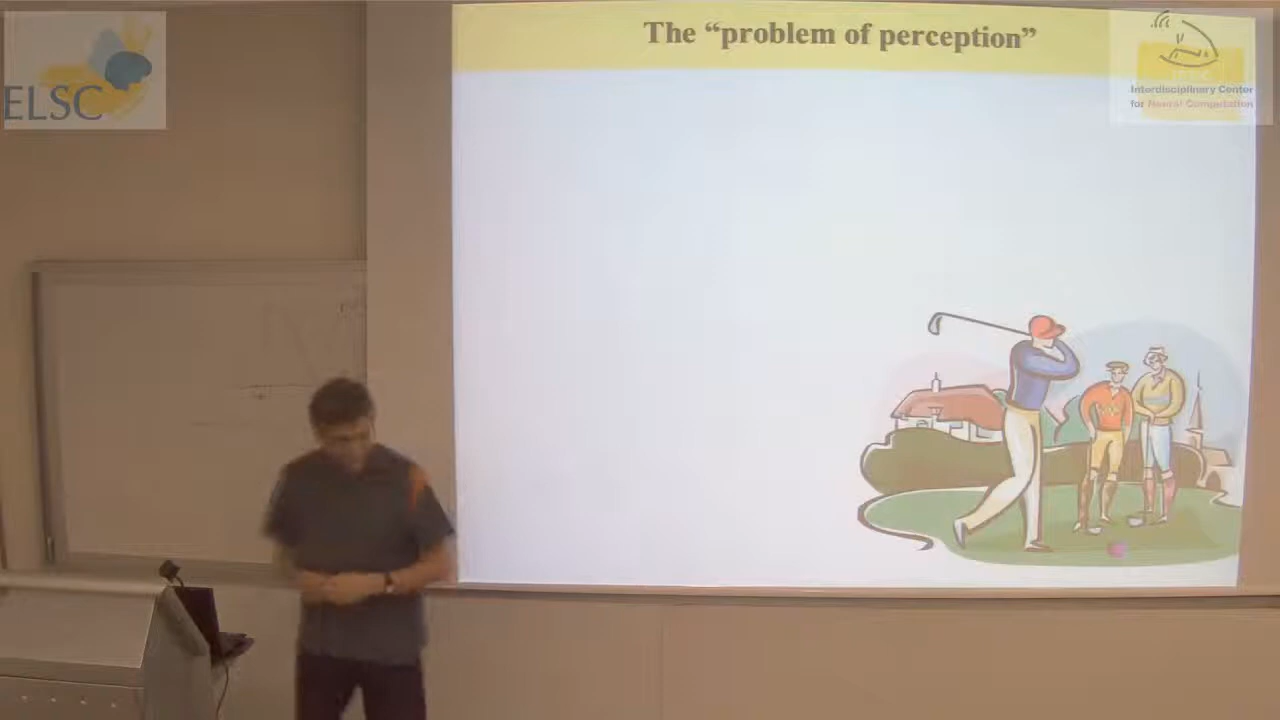 The “problem of perception”
ELSC
Interdisciplinary Center
for Neural Computation